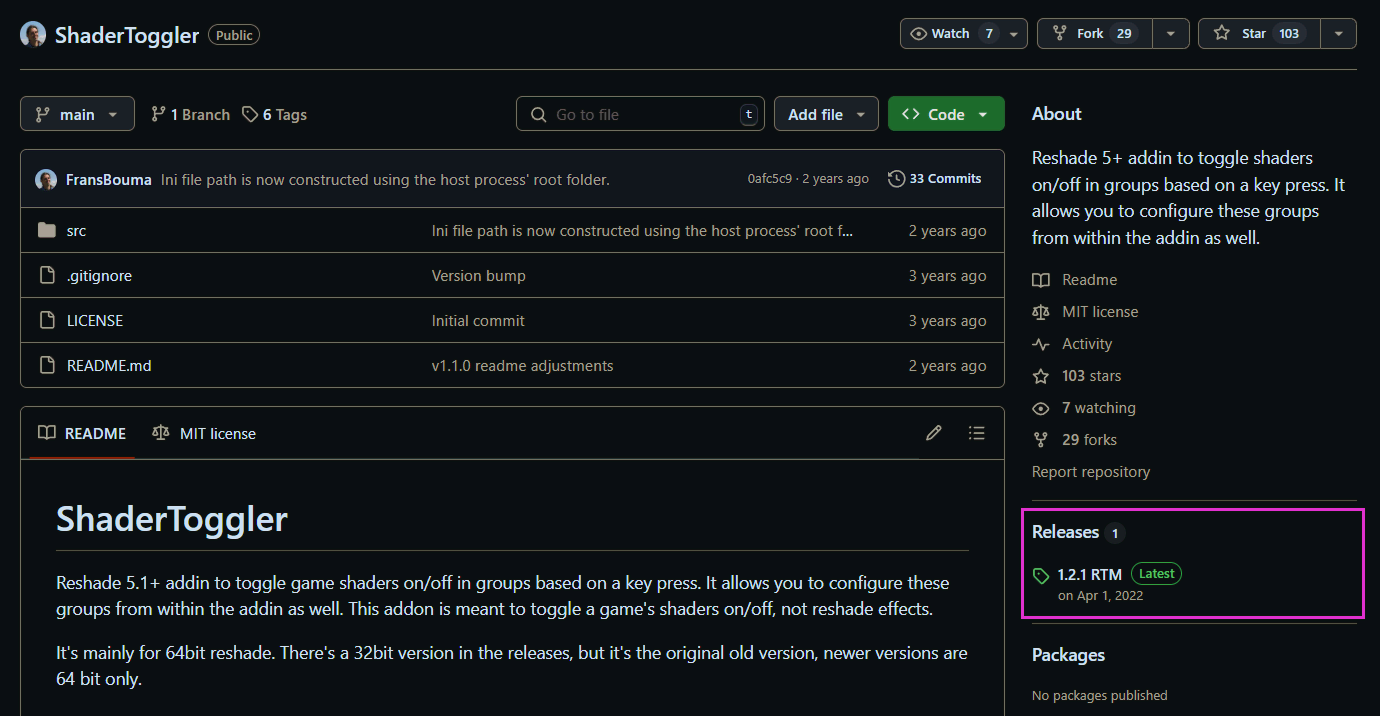 ShaderToggler Public
Watch 7 Fork 29 Star 103
main 1 Branch 6 Tags
Go to file t Add file Code
FransBouma Ini file path is now constructed using the host process' root folder. 0afc5c9 · 2 years ago 33 Commits
src Ini file path is now constructed using the host process' root f... 2 years ago
.gitignore Version bump 3 years ago
LICENSE Initial commit 3 years ago
README.md v1.1.0 readme adjustments 2 years ago
README MIT license
ShaderToggler
Reshade 5.1+ addin to toggle game shaders on/off in groups based on a key press. It allows you to configure these
groups from within the addin as well. This addon is meant to toggle a game's shaders on/off, not reshade effects.
It's mainly for 64bit reshade. There's a 32bit version in the releases, but it's the original old version, newer versions are
64 bit only.
About
Reshade 5+ addin to toggle shaders
on/off in groups based on a key press. It
allows you to configure these groups
from within the addin as well.
Readme
MIT license
Activity
103 stars
7 watching
29 forks
Report repository
Releases 1
1.2.1 RTM Latest
on Apr 1, 2022
Packages
No packages published